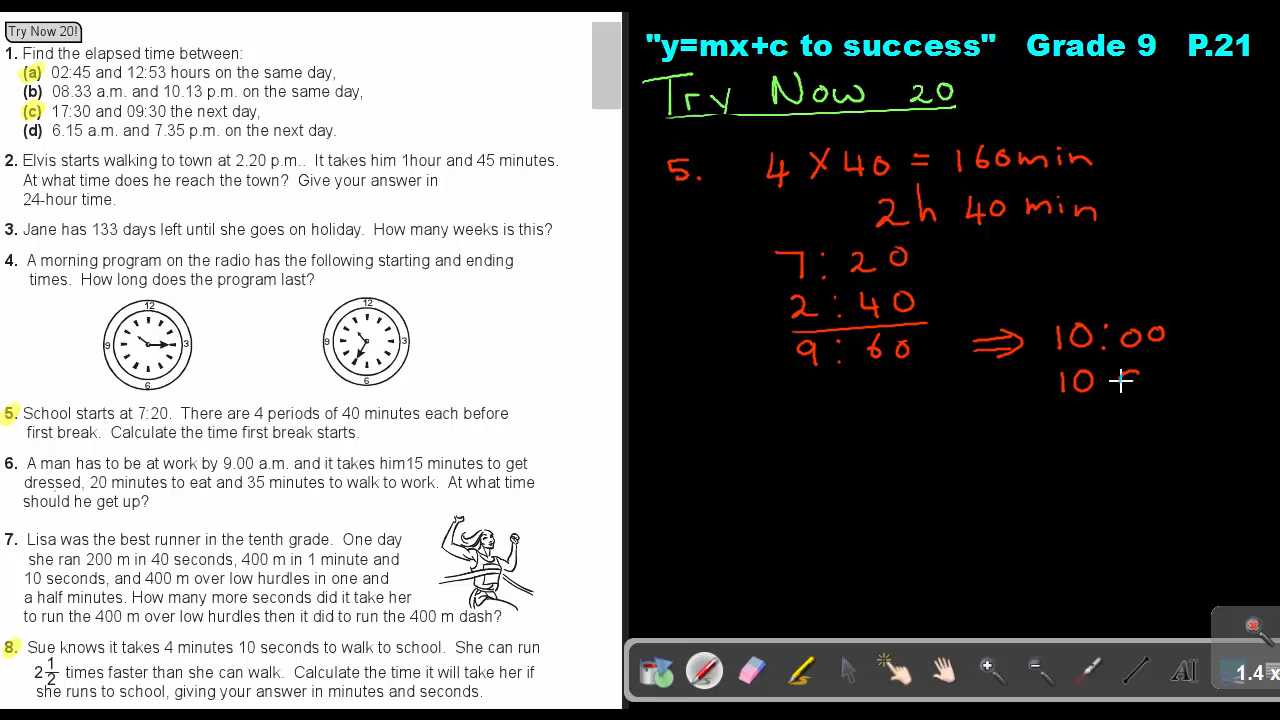 Try Now 20!
1. Find the elapsed time between:
(a) 02:45 and 12:53 hours on the same day,
(b) 08.33 a.m. and 10.13 p.m. on the same day,
(c) 17:30 and 09:30 the next day,
(d) 6.15 a.m. and 7.35 p.m. on the next day.
2. Elvis starts walking to town at 2.20 p.m.. It takes him 1hour and 45 minutes.
At what time does he reach the town? Give your answer in
24-hour time.
3. Jane has 133 days left until she goes on holiday. How many weeks is this?
4. A morning program on the radio has the following starting and ending
times. How long does the program last?
12
9 3
6
12
9 3
6
5. School starts at 7:20. There are 4 periods of 40 minutes each before
first break. Calculate the time first break starts.
6. A man has to be at work by 9.00 a.m. and it takes him15 minutes to get
dressed, 20 minutes to eat and 35 minutes to walk to work. At what time
should he get up?
7. Lisa was the best runner in the tenth grade. One day
she ran 200 m in 40 seconds, 400 m in 1 minute and
10 seconds, and 400 m over low hurdles in one and
a half minutes. How many more seconds did it take her
to run the 400 m over low hurdles then it did to run the 400 m dash?
8. Sue knows it takes 4 minutes 10 seconds to walk to school. She can run
2 1/2 times faster than she can walk. Calculate the time it will take her if
she runs to school, giving your answer in minutes and seconds.
"y=mx+c to success" Grade 9 P.21
Try Now 20
5. 4 × 40 = 160min
2h 40 min
7:20
2:40
9:60 ⇒ 10:00
10
AI
1.4 x